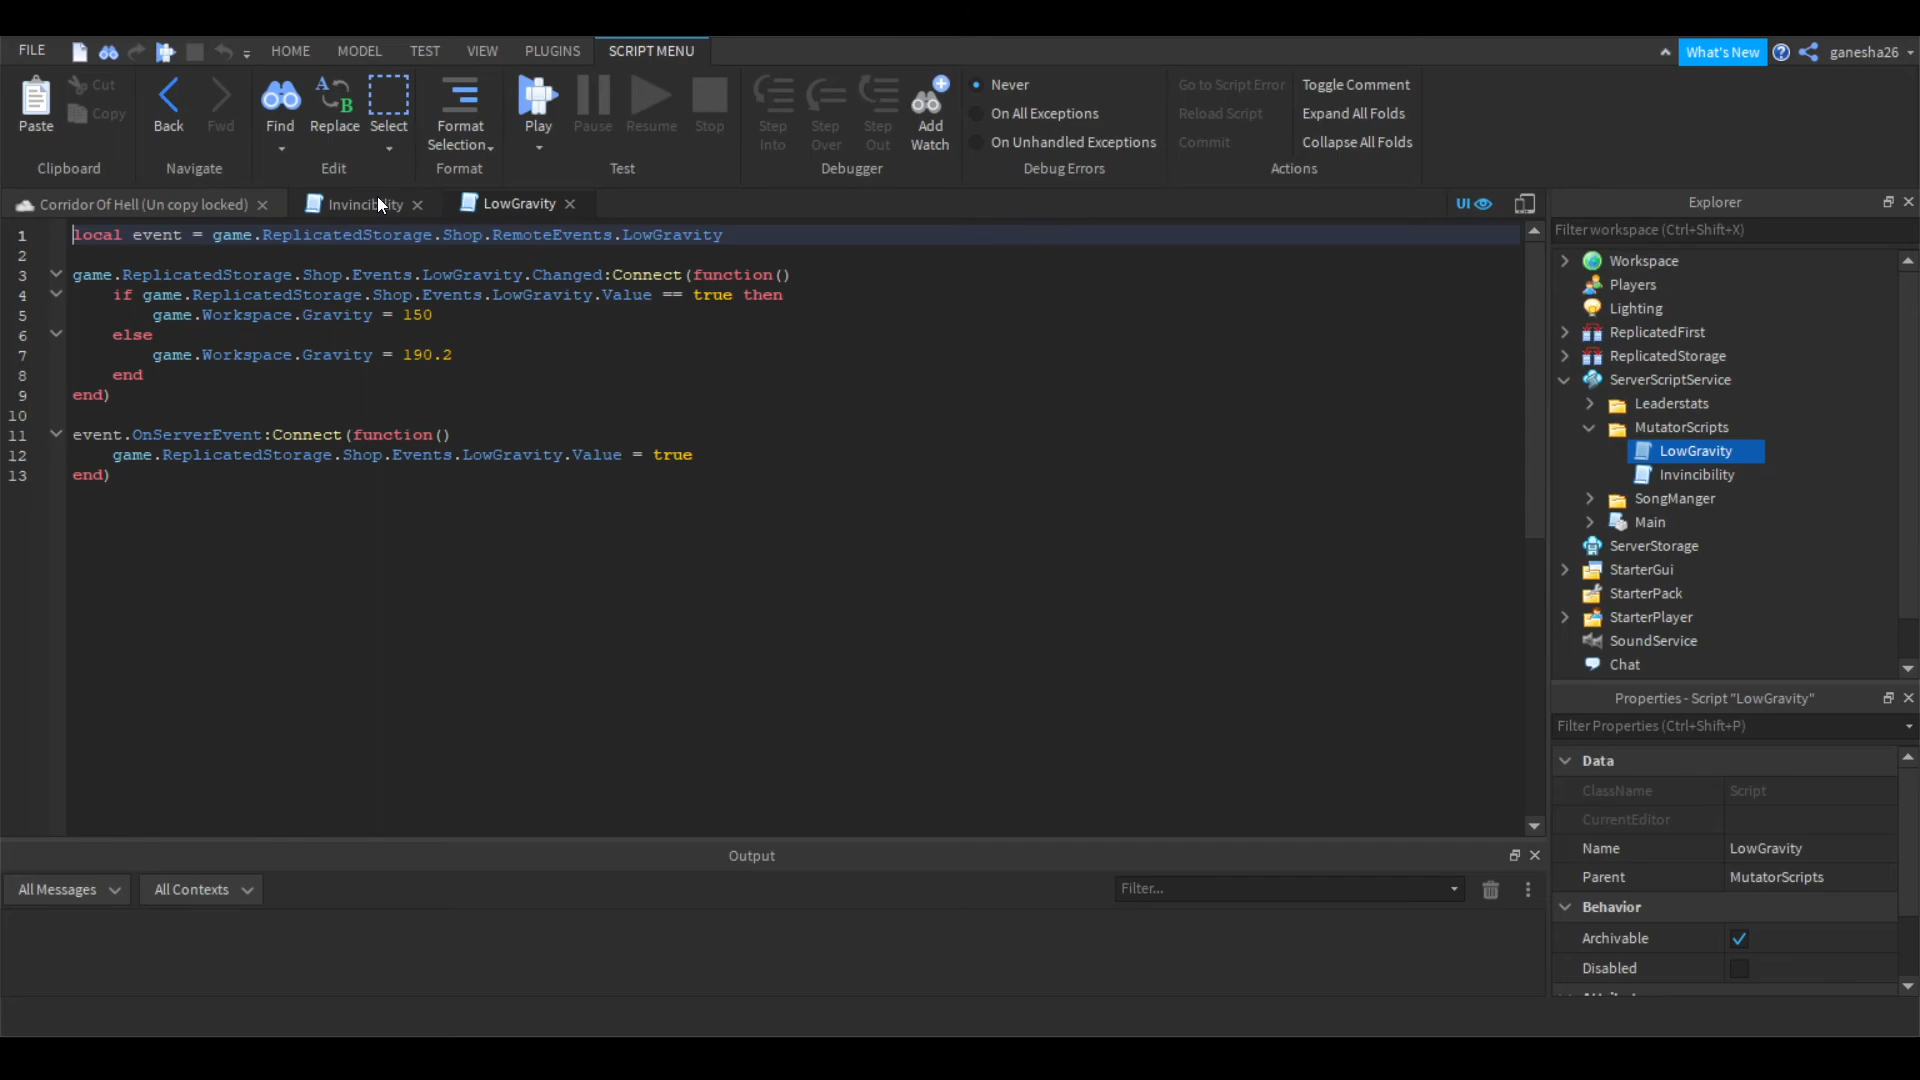 FILE HOME MODEL TEST VIEW PLUGINS SCRIPT MENU What's New ganesha26
Paste Cut Copy Clipboard
Back Fwd Navigate
Find Replace Select Edit
Format Selection Format
Play Pause Resume Stop Test
Step Into Step Over Step Out Add Watch Debugger
Never
On All Exceptions
On Unhandled Exceptions
Debug Errors
Go to Script Error
Reload Script
Commit
Toggle Comment
Expand All Folds
Collapse All Folds
Actions
Corridor Of Hell (Un copy locked) Invincibility LowGravity UI
1 local event = game.ReplicatedStorage.Shop.RemoteEvents.LowGravity
2
3 game.ReplicatedStorage.Shop.Events.LowGravity.Changed:Connect(function()
4 if game.ReplicatedStorage.Shop.Events.LowGravity.Value == true then
5 game.Workspace.Gravity = 150
6 else
7 game.Workspace.Gravity = 190.2
8 end
9 end)
10
11 event.OnServerEvent:Connect(function()
12 game.ReplicatedStorage.Shop.Events.LowGravity.Value = true
13 end)
Output
All Messages All Contexts Filter...
Explorer
Filter workspace (Ctrl+Shift+X)
Workspace
Players
Lighting
ReplicatedFirst
ReplicatedStorage
ServerScriptService
Leaderstats
MutatorScripts
LowGravity
Invincibility
SongManger
Main
ServerStorage
StarterGui
StarterPack
StarterPlayer
SoundService
Chat
Properties - Script "LowGravity"
Filter Properties (Ctrl+Shift+P)
Data
ClassName Script
CurrentEditor
Name LowGravity
Parent MutatorScripts
Behavior
Archivable
Disabled